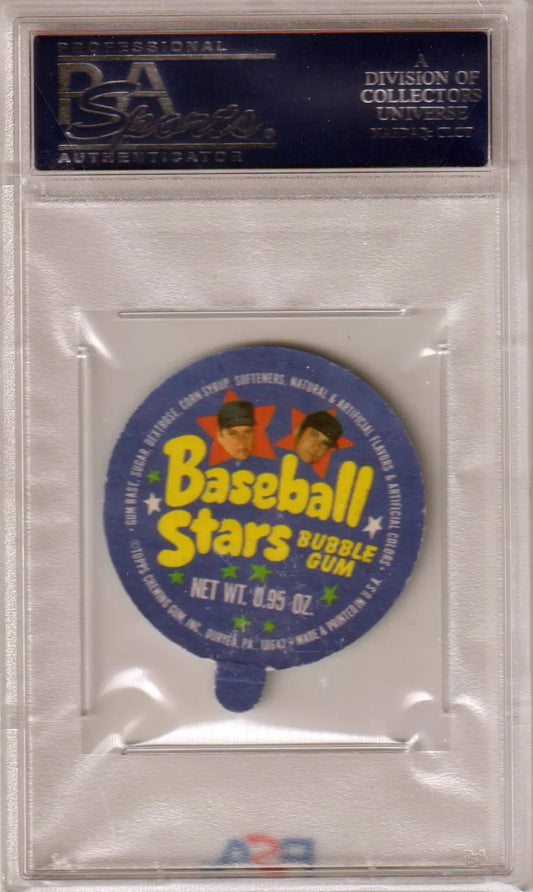 PROFESSIONAL
PSA
Sports.
AUTHENTICATOR
A
DIVISION OF
COLLECTORS
UNIVERSE
NASDAQ: CLCT
• GUM BASE, SUGAR, DEXTROSE, CORN SYRUP, SOFTENERS, NATURAL & ARTIFICIAL FLAVORS & ARTIFICIAL COLORS •
Baseball
Stars
BUBBLE
GUM
NET WT. 0.95 OZ.
©TOPPS CHEWING GUM, INC. DURYEA, PA. 18642 • MADE & PRINTED IN U.S.A.
PSA